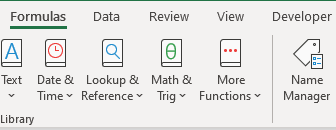 Formulas Data Review View Developer
Text Date & Lookup & Math & More Name
Time Reference Trig Functions Manager
Library